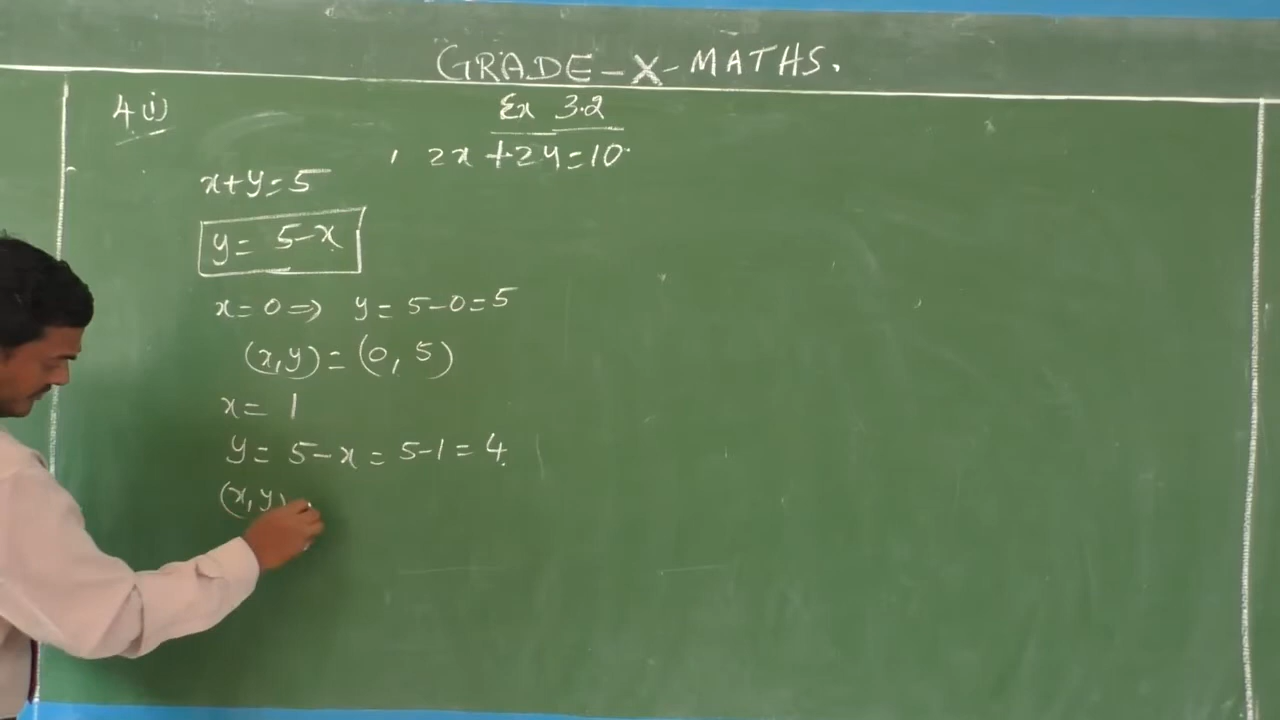 GRADE-X-MATHS.
4(i)
Ex 3.2
, 2x+2y=10.
x+y=5
y= 5-x
x=0⇒ y=5-0=5
(x,y)=(0,5)
x=1
y=5-x=5-1=4.
(x,y)